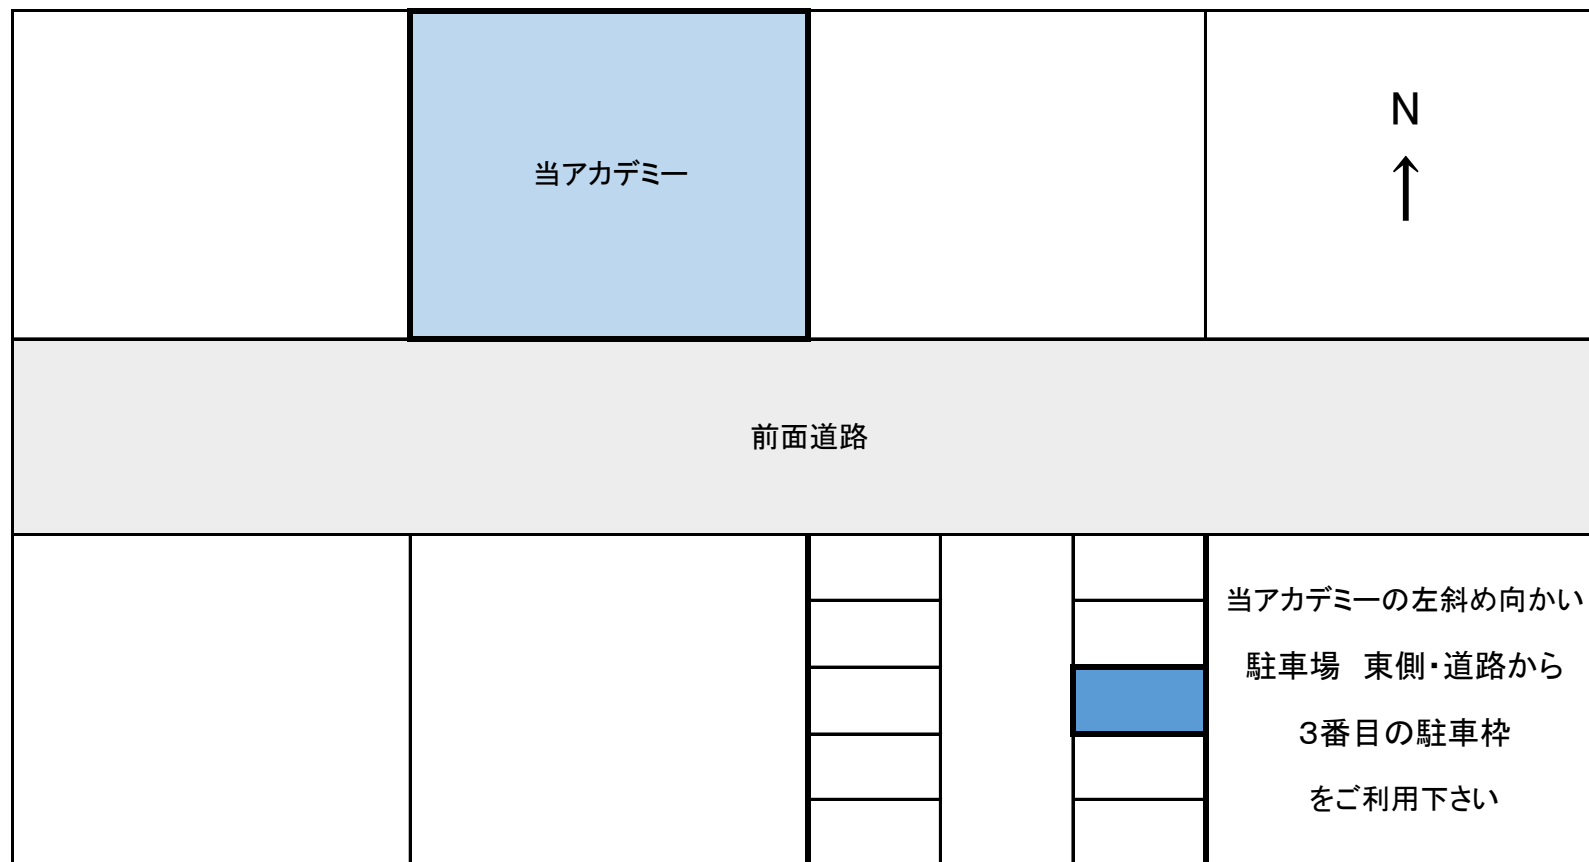 当アカデミー
N
↑
前面道路
当アカデミーの左斜め向かい
駐車場　東側・道路から
３番目の駐車枠
をご利用下さい